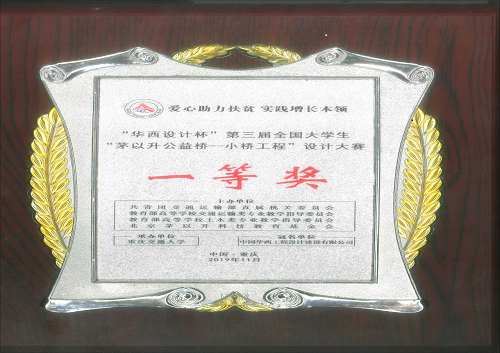 爱心助力扶贫 实践增长本领
“华西设计杯”第三届全国大学生
“茅以升公益桥—小桥工程”设计大赛
一等奖
主办单位
共青团交通运输部直属机关委员会
教育部高等学校交通运输类专业教学指导委员会
教育部高等学校土木类专业教学指导委员会
北京茅以升科技教育基金会
承办单位 冠名单位
重庆交通大学 中国华西工程设计建设有限公司
中国·重庆
2019年11月